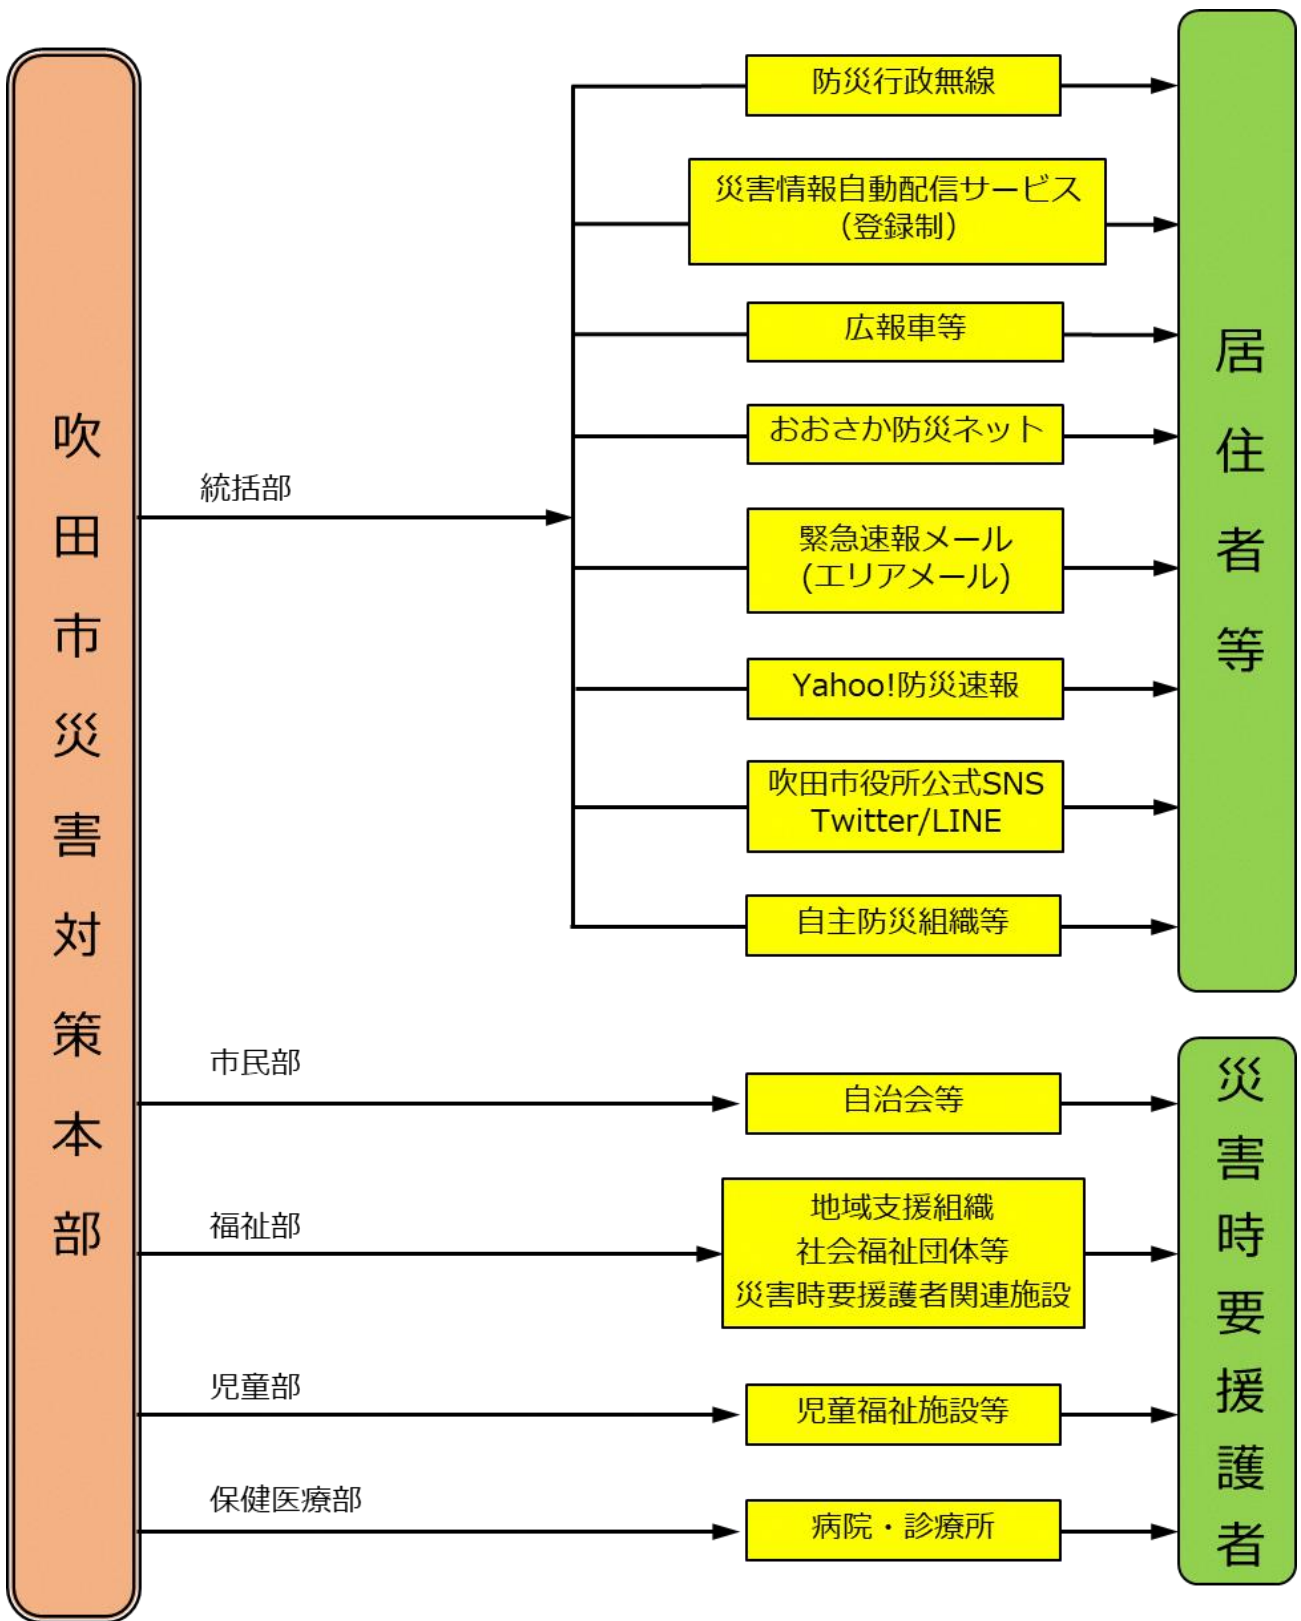 吹田市災害対策本部
統括部
防災行政無線
災害情報自動配信サービス
（登録制）
広報車等
おおさか防災ネット
緊急速報メール
(エリアメール)
Yahoo!防災速報
吹田市役所公式SNS
Twitter/LINE
自主防災組織等
居住者等
市民部
自治会等
福祉部
地域支援組織
社会福祉団体等
災害時要援護者関連施設
児童部
児童福祉施設等
保健医療部
病院・診療所
災害時要援護者